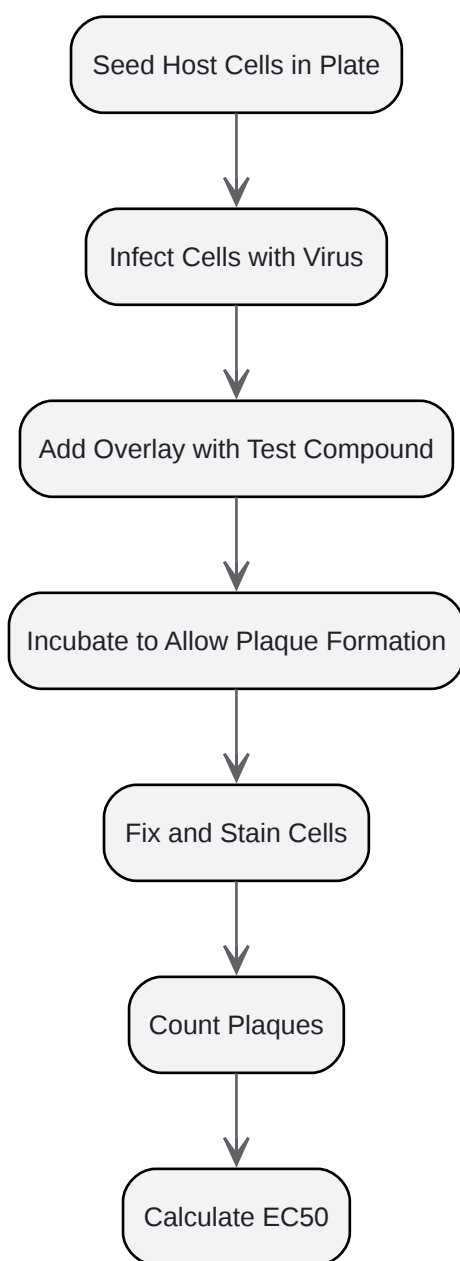 Seed Host Cells in Plate
Infect Cells with Virus
Add Overlay with Test Compound
Incubate to Allow Plaque Formation
Fix and Stain Cells
Count Plaques
Calculate EC50